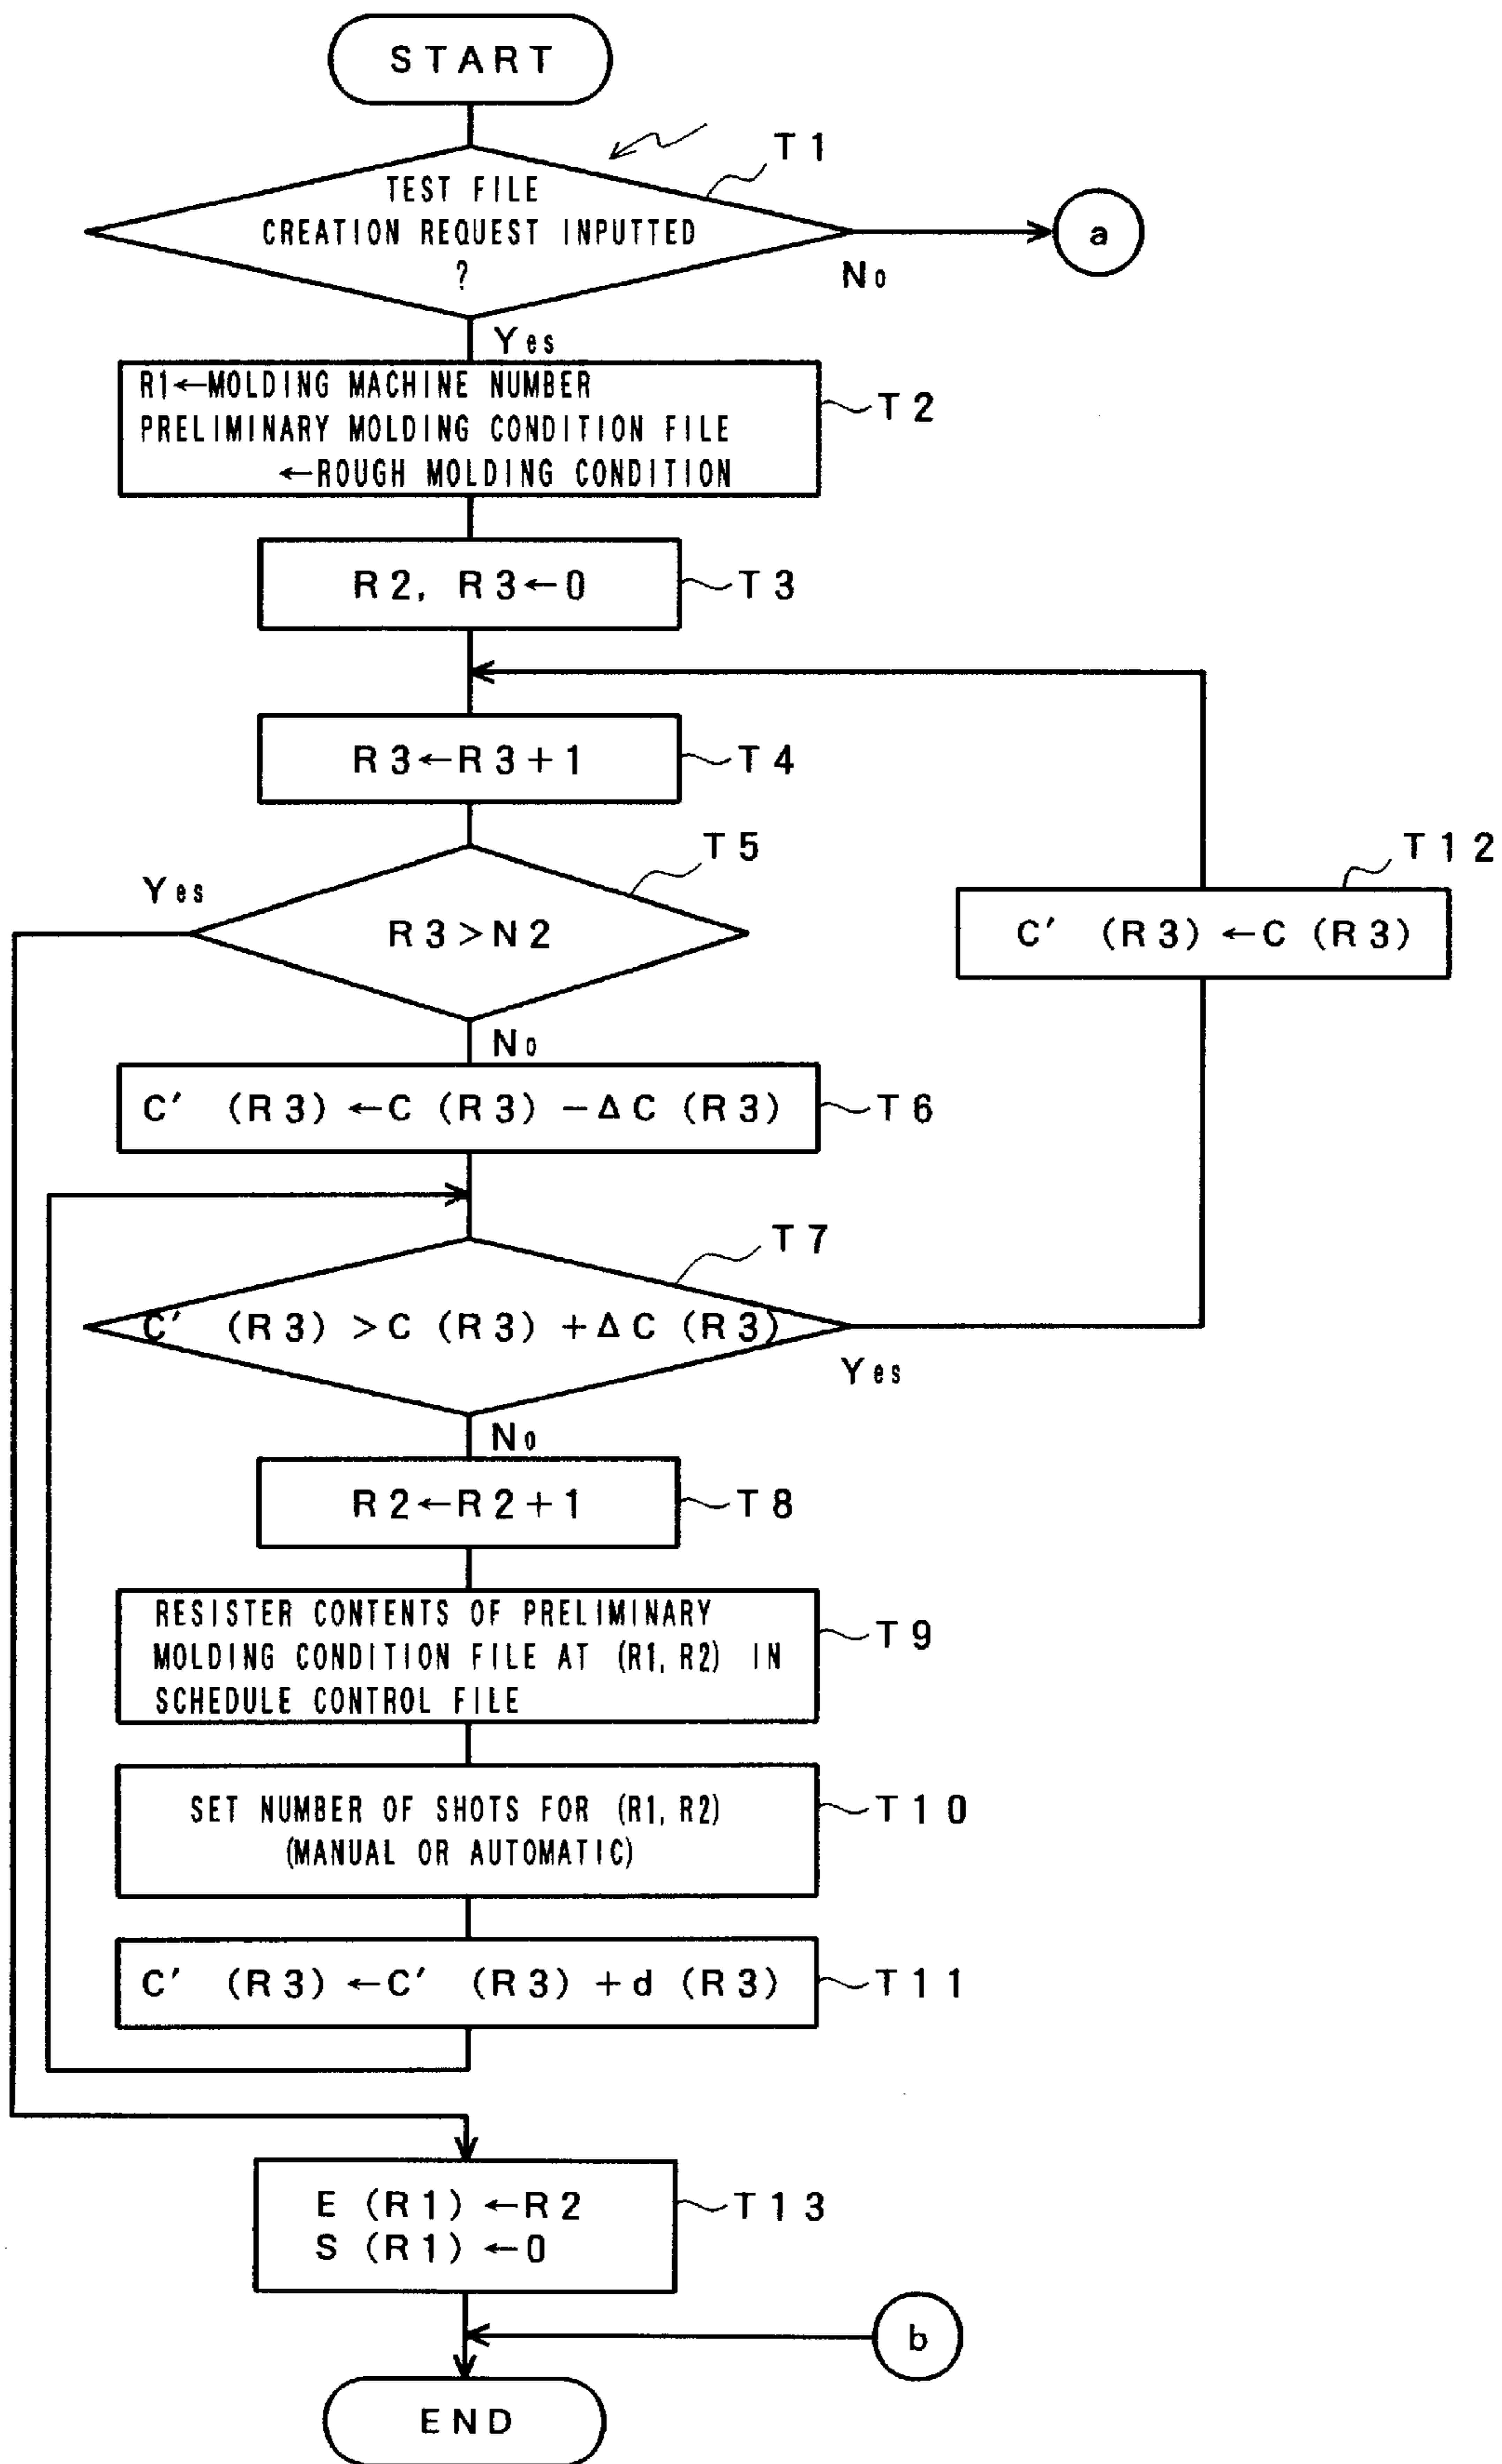 START
T1
TEST FILE
CREATION REQUEST INPUTTED
?
a
No
Yes
R1←MOLDING MACHINE NUMBER
PRELIMINARY MOLDING CONDITION FILE
←ROUGH MOLDING CONDITION
T2
R2, R3←0
T3
R3←R3+1
T4
T5
Yes
R3>N2
No
T12
C' (R3) ←C (R3)
C' (R3) ←C (R3) −ΔC (R3)
T6
T7
C' (R3) >C (R3) +ΔC (R3)
Yes
No
R2←R2+1
T8
RESISTER CONTENTS OF PRELIMINARY
MOLDING CONDITION FILE AT (R1, R2) IN
SCHEDULE CONTROL FILE
T9
SET NUMBER OF SHOTS FOR (R1, R2)
(MANUAL OR AUTOMATIC)
T10
C' (R3) ←C' (R3) +d (R3)
T11
E (R1) ←R2
S (R1) ←0
T13
b
END